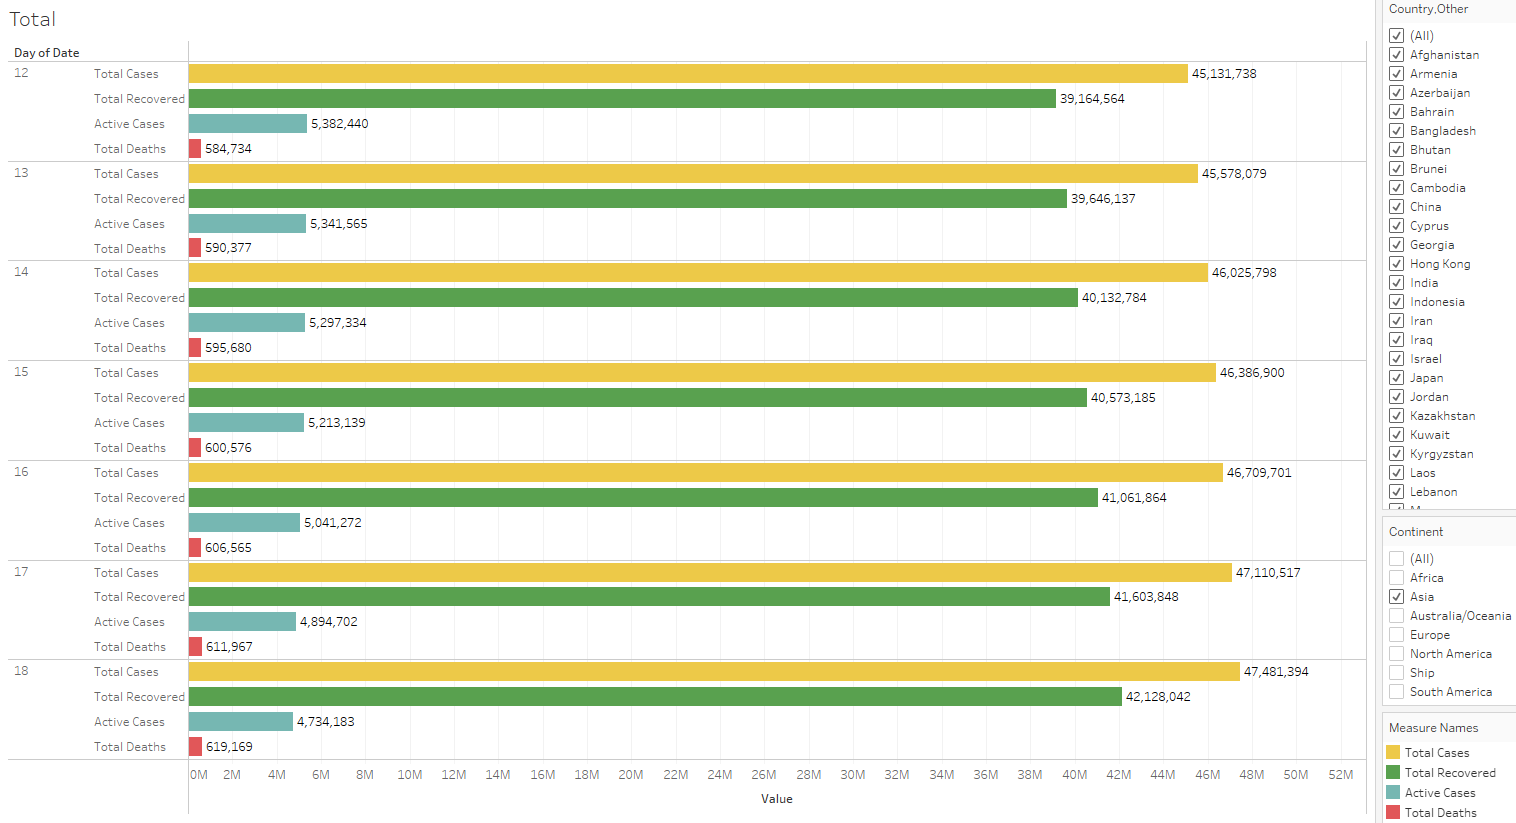 Total
Day of Date
12
Total Cases 45,131,738
Total Recovered 39,164,564
Active Cases 5,382,440
Total Deaths 584,734
13
Total Cases 45,578,079
Total Recovered 39,646,137
Active Cases 5,341,565
Total Deaths 590,377
14
Total Cases 46,025,798
Total Recovered 40,132,784
Active Cases 5,297,334
Total Deaths 595,680
15
Total Cases 46,386,900
Total Recovered 40,573,185
Active Cases 5,213,139
Total Deaths 600,576
16
Total Cases 46,709,701
Total Recovered 41,061,864
Active Cases 5,041,272
Total Deaths 606,565
17
Total Cases 47,110,517
Total Recovered 41,603,848
Active Cases 4,894,702
Total Deaths 611,967
18
Total Cases 47,481,394
Total Recovered 42,128,042
Active Cases 4,734,183
Total Deaths 619,169
0M 2M 4M 6M 8M 10M 12M 14M 16M 18M 20M 22M 24M 26M 28M 30M 32M 34M 36M 38M 40M 42M 44M 46M 48M 50M 52M
Value
Country,Other
(All)
Afghanistan
Armenia
Azerbaijan
Bahrain
Bangladesh
Bhutan
Brunei
Cambodia
China
Cyprus
Georgia
Hong Kong
India
Indonesia
Iran
Iraq
Israel
Japan
Jordan
Kazakhstan
Kuwait
Kyrgyzstan
Laos
Lebanon
Continent
(All)
Africa
Asia
Australia/Oceania
Europe
North America
Ship
South America
Measure Names
Total Cases
Total Recovered
Active Cases
Total Deaths